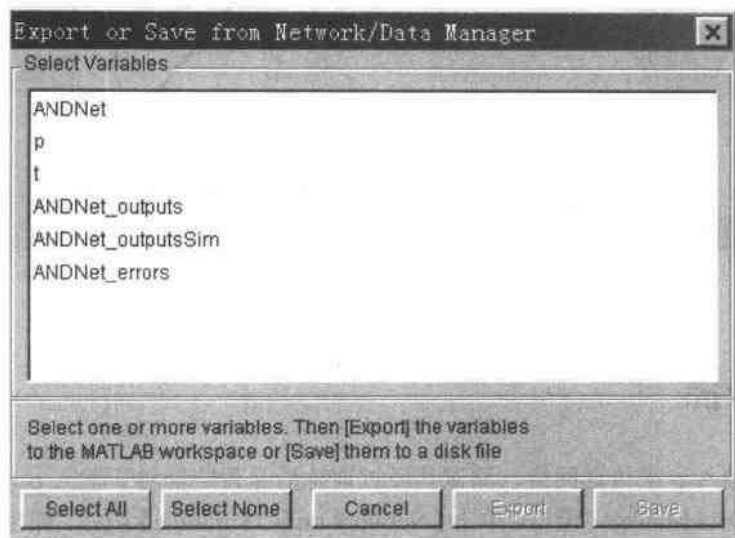 Export or Save from Network/Data Manager
Select Variables
ANDNet
p
t
ANDNet_outputs
ANDNet_outputsSim
ANDNet_errors
Select one or more variables. Then [Export] the variables
to the MATLAB workspace or [Save] them to a disk file
Select All
Select None
Cancel
Export
Save